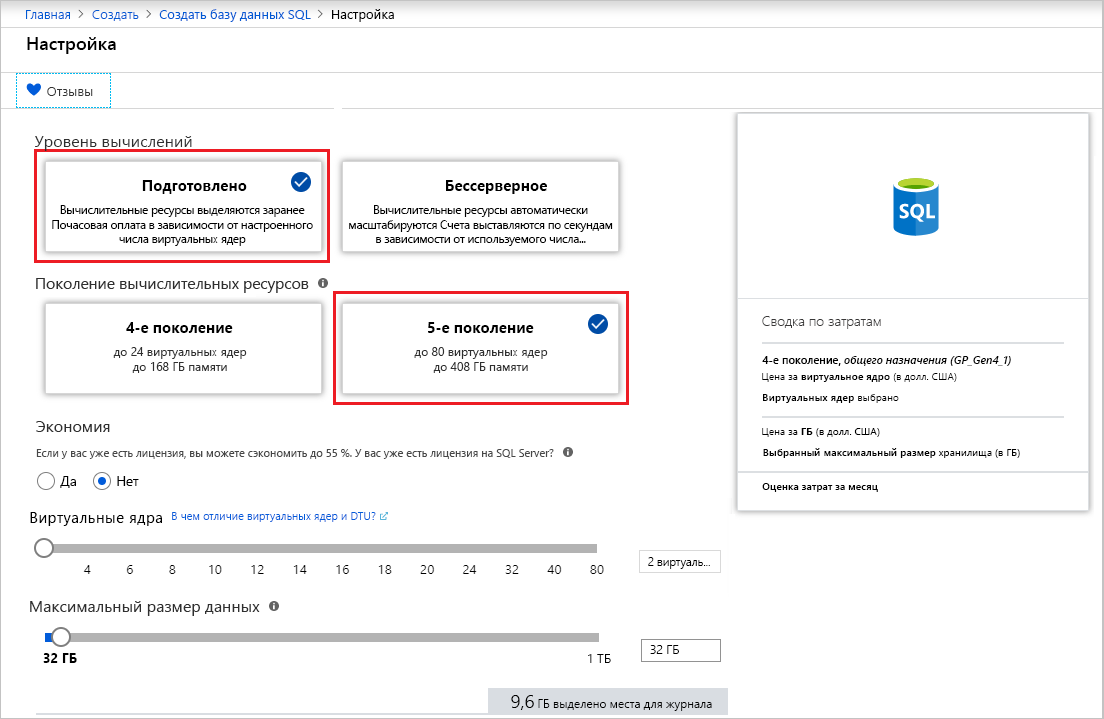 Главная > Создать > Создать базу данных SQL > Настройка
Настройка
Отзывы
Уровень вычислений
Подготовлено
Вычислительные ресурсы выделяются заранее
Почасовая оплата в зависимости от настроенного
числа виртуальных ядер
Бессерверное
Вычислительные ресурсы автоматически
масштабируются Счета выставляются по секундам
в зависимости от используемого числа...
Поколение вычислительных ресурсов
4-е поколение
до 24 виртуальных ядер
до 168 ГБ памяти
5-е поколение
до 80 виртуальных ядер
до 408 ГБ памяти
Экономия
Если у вас уже есть лицензия, вы можете сэкономить до 55 %. У вас уже есть лицензия на SQL Server?
Да Нет
Виртуальные ядра В чем отличие виртуальных ядер и DTU?
4 6 8 10 12 14 16 18 20 24 32 40 80
2 виртуаль...
Максимальный размер данных
32 ГБ 1 ТБ
32 ГБ
9,6 ГБ выделено места для журнала
SQL
Сводка по затратам
4-е поколение, общего назначения (GP_Gen4_1)
Цена за виртуальное ядро (в долл. США)
Виртуальных ядер выбрано
Цена за ГБ (в долл. США)
Выбранный максимальный размер хранилища (в ГБ)
Оценка затрат за месяц